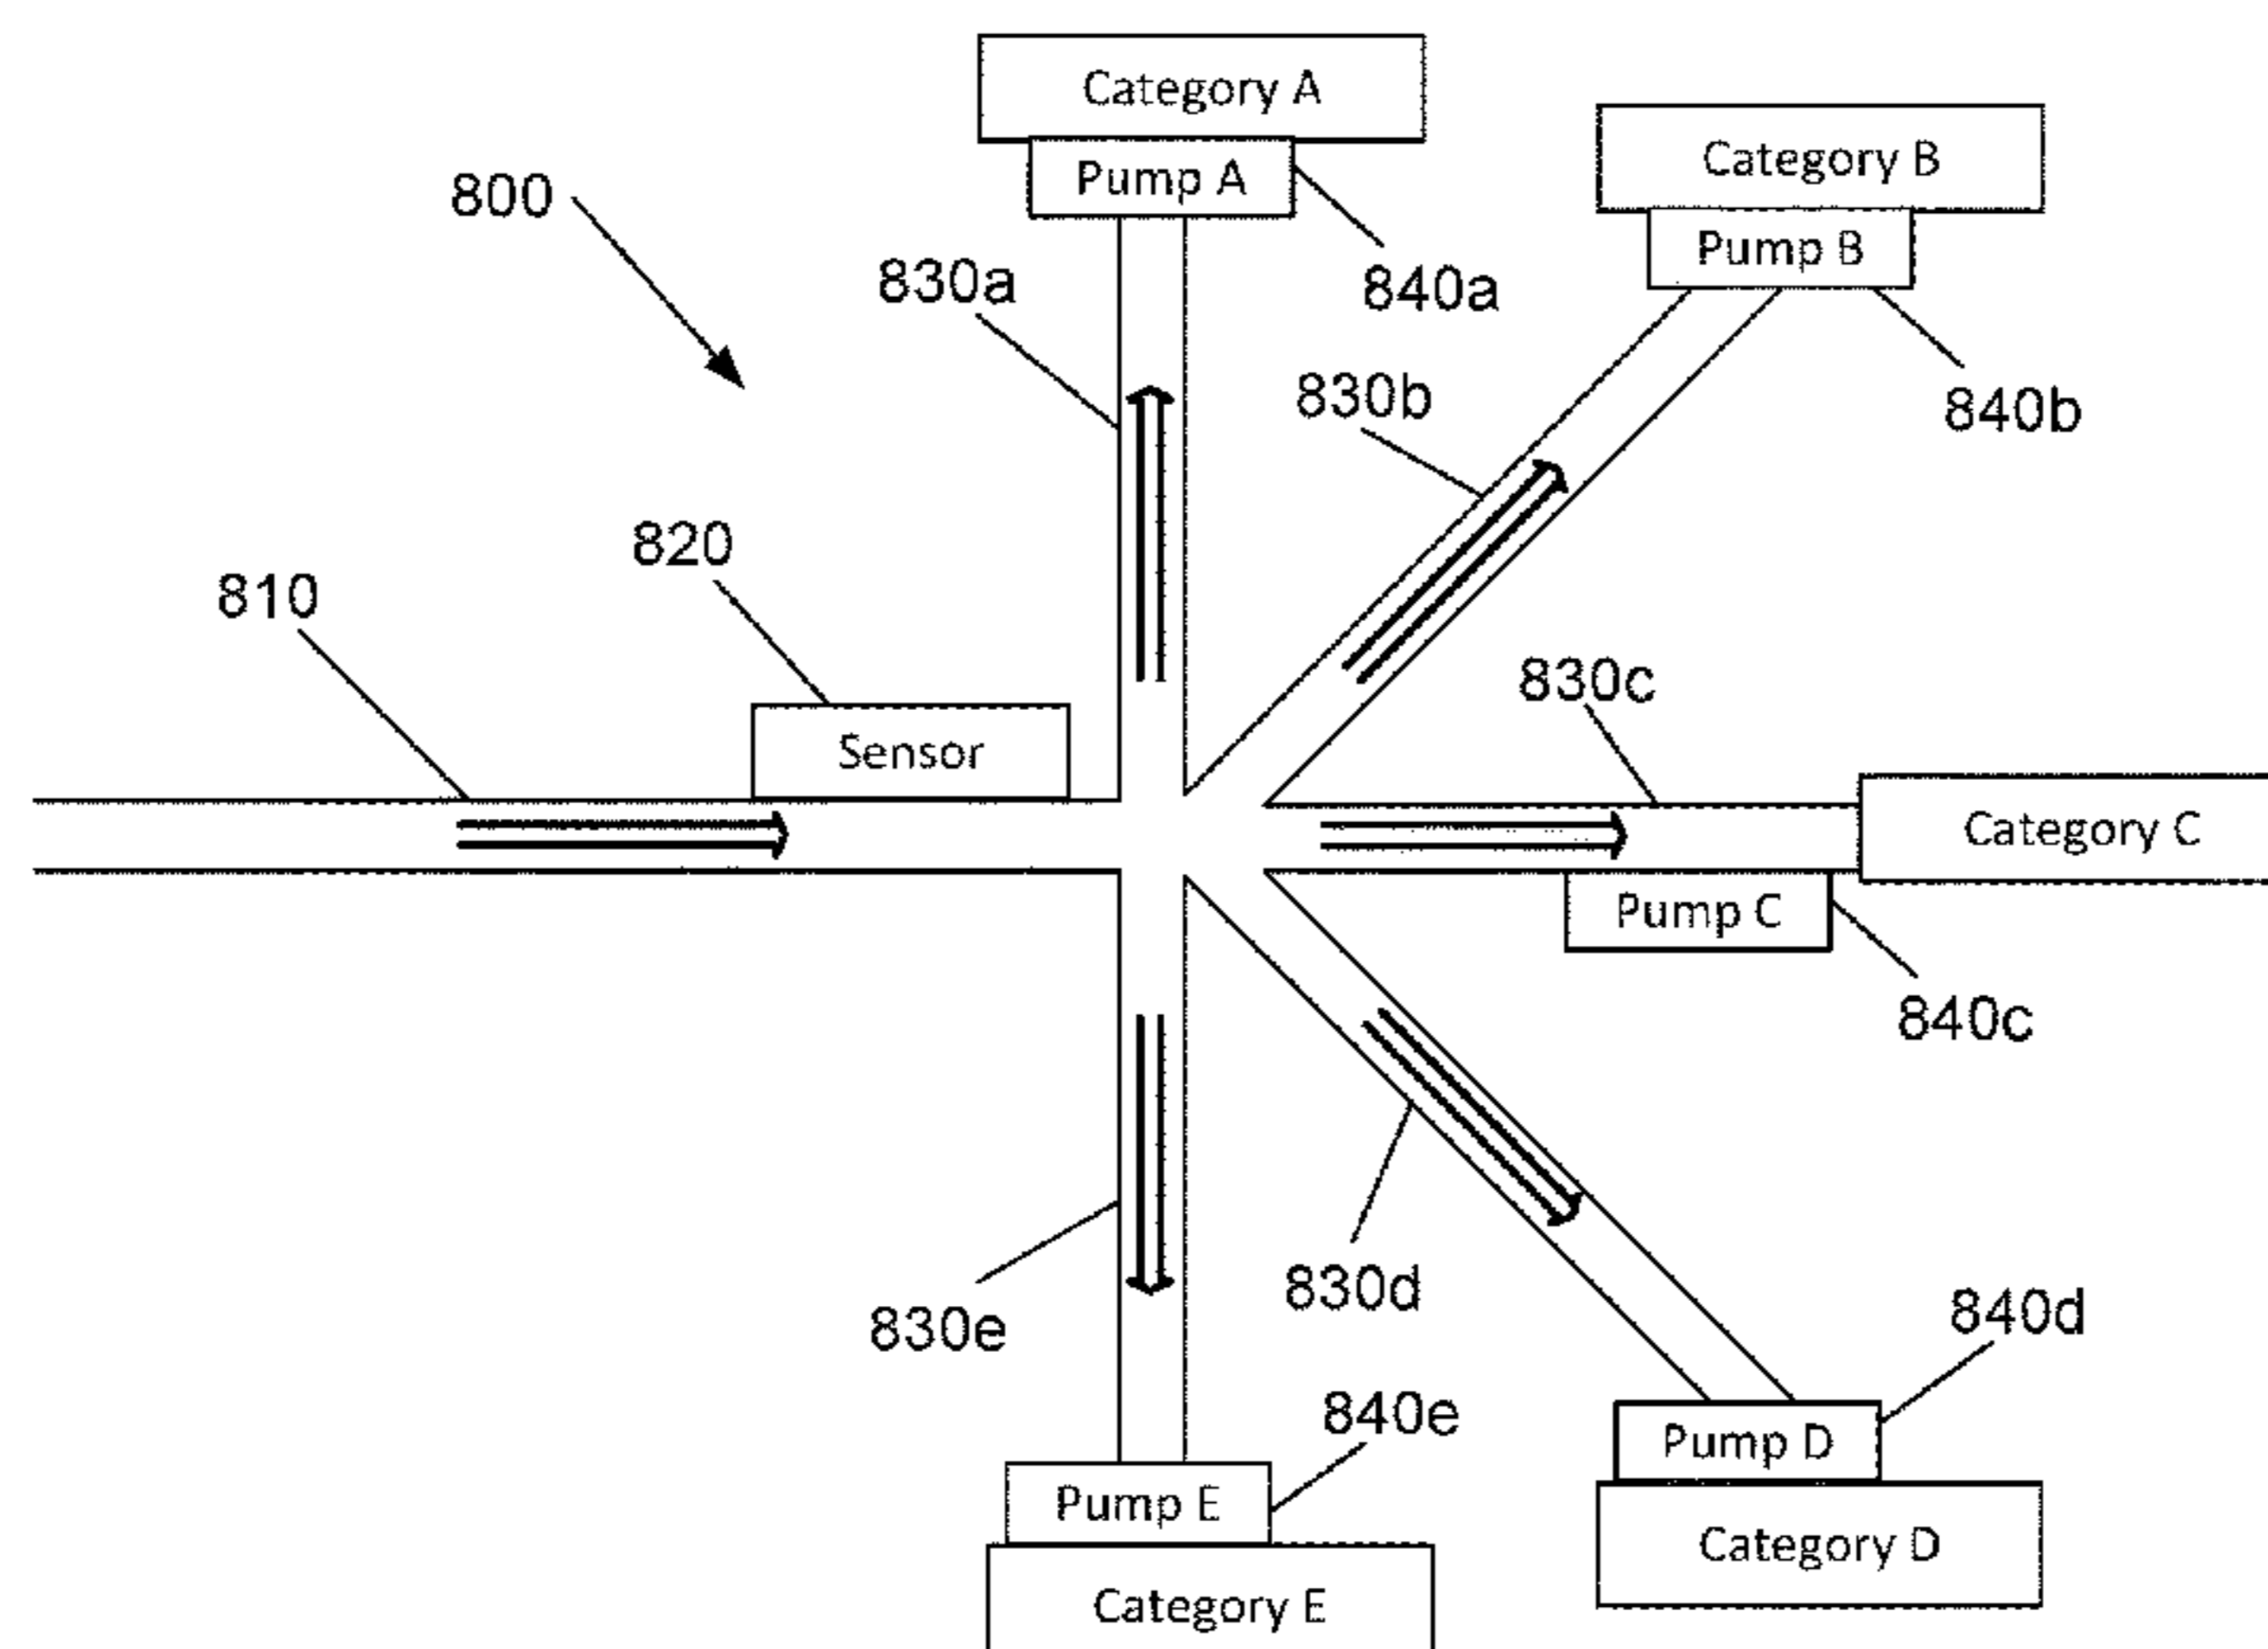 Category A
Category B
Pump A
800
Pump B
830a
840a
830b
840b
820
810
830c
Sensor
Category C
Pump C
840c
830d
830e
840d
840e
Pump D
Pump E
Category D
Category E